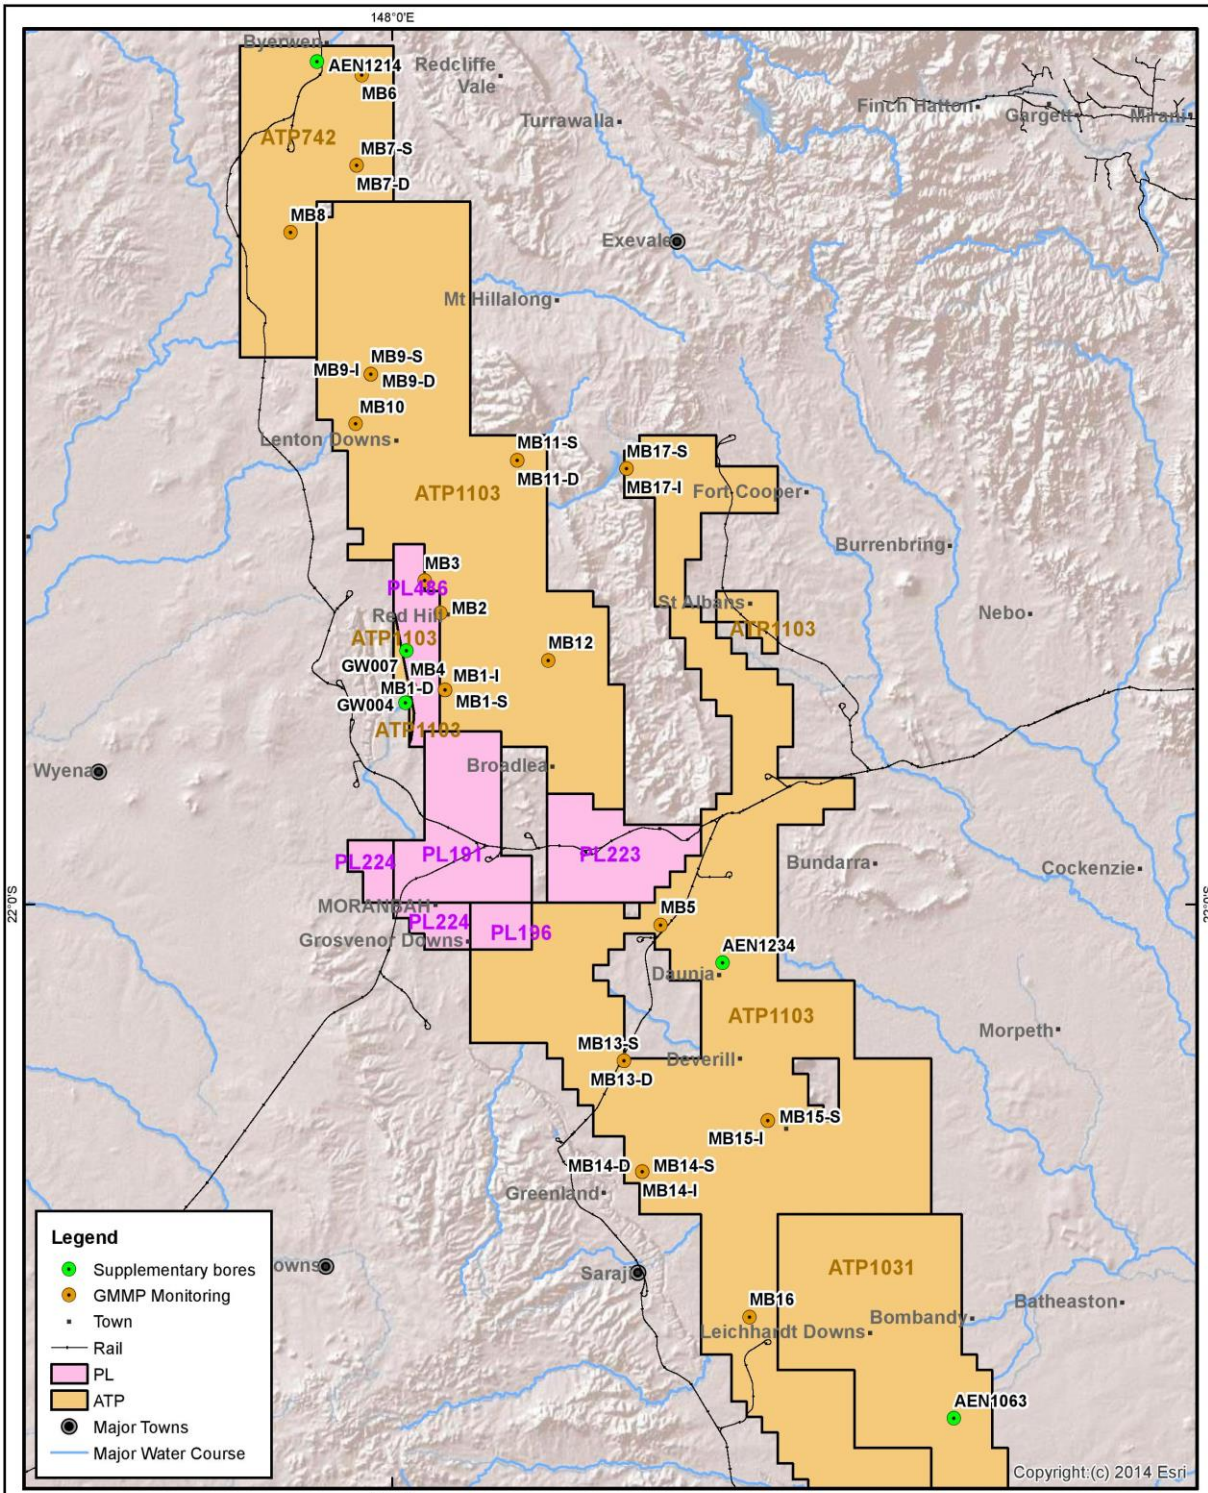 148°0'E
Byerwen
AEN1214
MB6
Redcliffe
Vale
Turrawalla
Finch Hatton
Gargett
Mirani
ATP742
MB7-S
MB7-D
MB8
Exevale
Mt Hillalong
MB9-S
MB9-I
MB9-D
MB10
Lenton Downs
MB11-S
MB11-D
MB17-S
MB17-I
ATP1103
Fort Cooper
Burrenbring
MB3
PL486
Red Hill
MB2
St Albans
Nebo
ATP1103
ATP1103
MB12
GW007
MB4
MB1-I
MB1-D
MB1-S
GW004
ATP1103
Wyena
Broadlea
PL224
PL191
PL223
Bundarra
Cockenzie
22°0'S
22°0'S
MORANBAH
PL224
PL196
MB5
Grosvenor Downs
AEN1234
Daunia
ATP1103
Morpeth
MB13-S
Deverill
MB13-D
MB15-S
MB15-I
MB14-D
MB14-S
MB14-I
Greenland
Legend
Supplementary bores
GMMP Monitoring
Town
Rail
PL
ATP
Major Towns
Major Water Course
owns
Saraji
ATP1031
MB16
Bombandy
Batheaston
Leichhardt Downs
AEN1063
Copyright:(c) 2014 Esri